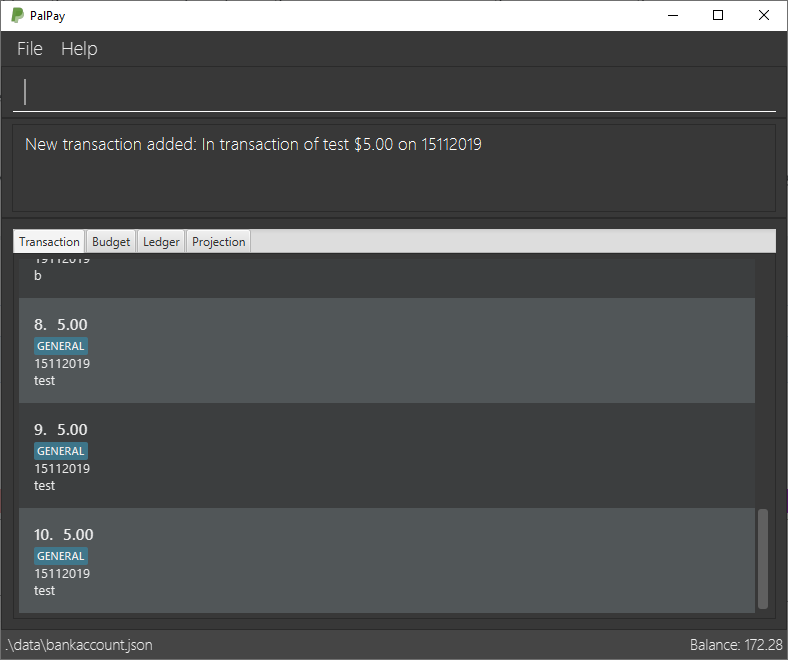 PalPay
File Help
New transaction added: In transaction of test $5.00 on 15112019
Transaction Budget Ledger Projection
19112019
b
8. 5.00
GENERAL
15112019
test
9. 5.00
GENERAL
15112019
test
10. 5.00
GENERAL
15112019
test
.\data\bankaccount.json Balance: 172.28